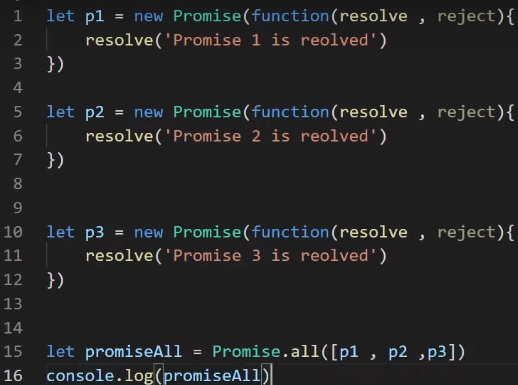 1 let p1 = new Promise(function(resolve , reject){
2     resolve('Promise 1 is reolved')
3 })
4
5 let p2 = new Promise(function(resolve , reject){
6     resolve('Promise 2 is reolved')
7 })
8
9
10 let p3 = new Promise(function(resolve , reject){
11     resolve('Promise 3 is reolved')
12 })
13
14
15 let promiseAll = Promise.all([p1 , p2 ,p3])
16 console.log(promiseAll)